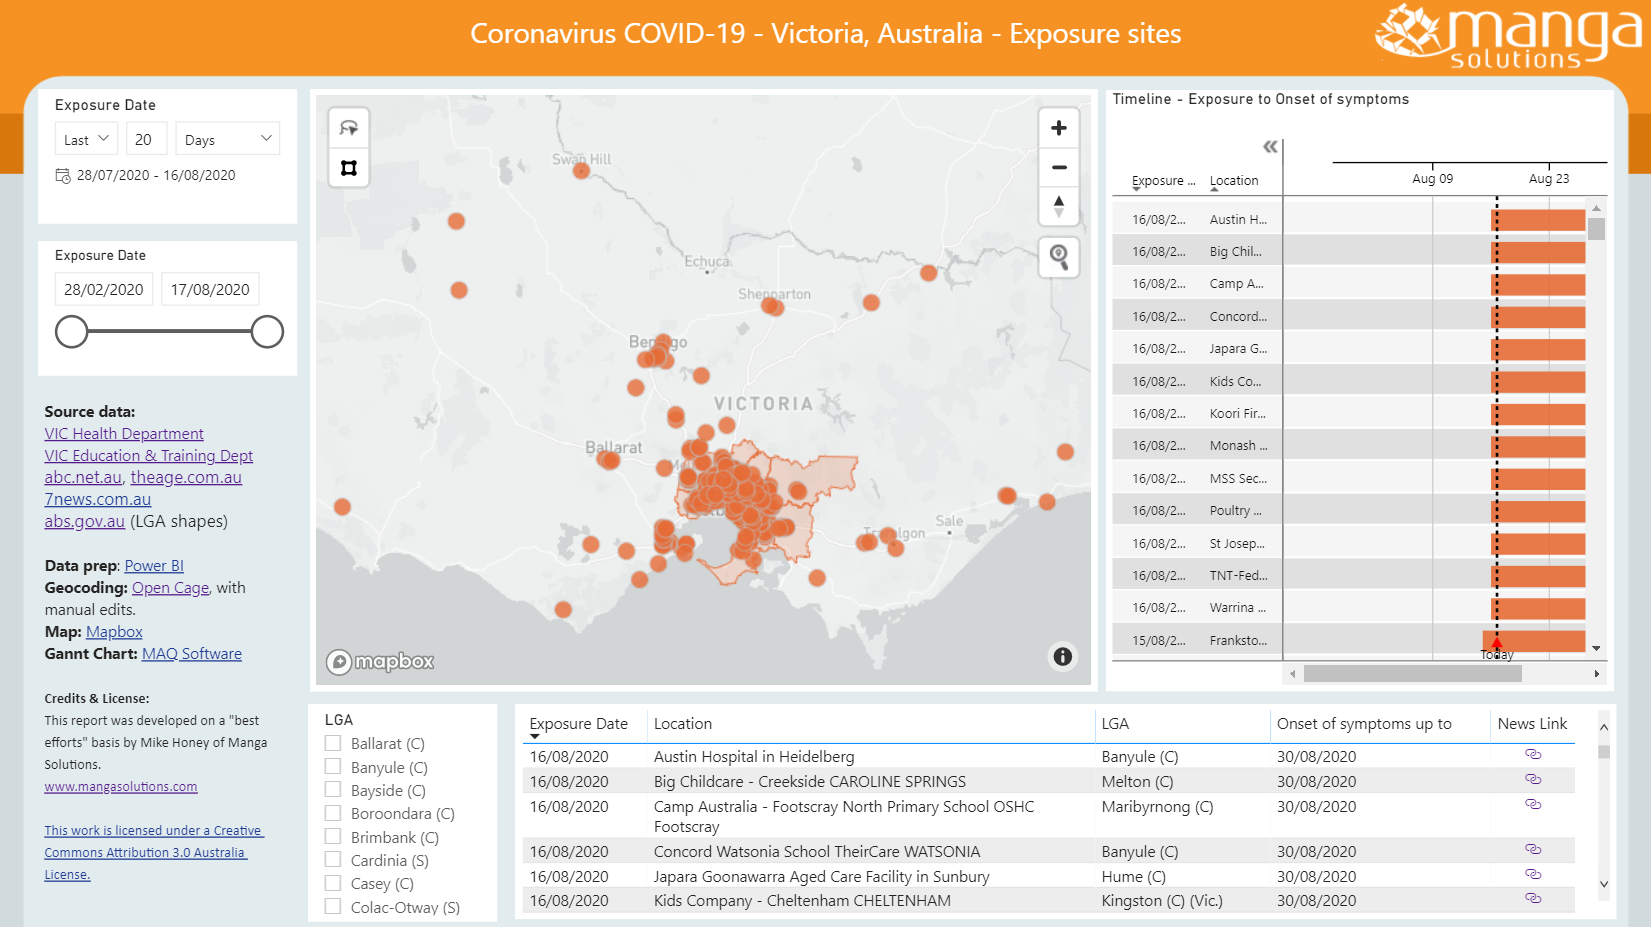 Coronavirus COVID-19 - Victoria, Australia - Exposure sites
manga
solutions
Exposure Date
Last 20 Days
28/07/2020 - 16/08/2020
Exposure Date
28/02/2020 17/08/2020
Source data:
VIC Health Department
VIC Education & Training Dept
abc.net.au, theage.com.au
7news.com.au
abs.gov.au (LGA shapes)
Data prep: Power BI
Geocoding: Open Cage, with
manual edits.
Map: Mapbox
Gannt Chart: MAQ Software
Credits & License:
This report was developed on a "best
efforts" basis by Mike Honey of Manga
Solutions.
www.mangasolutions.com
This work is licensed under a Creative
Commons Attribution 3.0 Australia
License.
Swan Hill
Echuca
Shepparton
VICTORIA
Ballarat
Sale
mapbox
Timeline - Exposure to Onset of symptoms
Exposure ... Location
Aug 09 Aug 23
16/08/2... Austin H...
16/08/2... Big Chil...
16/08/2... Camp A...
16/08/2... Concord...
16/08/2... Japara G...
16/08/2... Kids Co...
16/08/2... Koori Fir...
16/08/2... Monash ...
16/08/2... MSS Sec...
16/08/2... Poultry ...
16/08/2... St Josep...
16/08/2... TNT-Fed...
16/08/2... Warrina ...
15/08/2... Franksto...
Today
LGA
Ballarat (C)
Banyule (C)
Bayside (C)
Boroondara (C)
Brimbank (C)
Cardinia (S)
Casey (C)
Colac-Otway (S)
Exposure Date Location LGA Onset of symptoms up to News Link
16/08/2020 Austin Hospital in Heidelberg Banyule (C) 30/08/2020
16/08/2020 Big Childcare - Creekside CAROLINE SPRINGS Melton (C) 30/08/2020
16/08/2020 Camp Australia - Footscray North Primary School OSHC Maribyrnong (C) 30/08/2020
Footscray
16/08/2020 Concord Watsonia School TheirCare WATSONIA Banyule (C) 30/08/2020
16/08/2020 Japara Goonawarra Aged Care Facility in Sunbury Hume (C) 30/08/2020
16/08/2020 Kids Company - Cheltenham CHELTENHAM Kingston (C) (Vic.) 30/08/2020